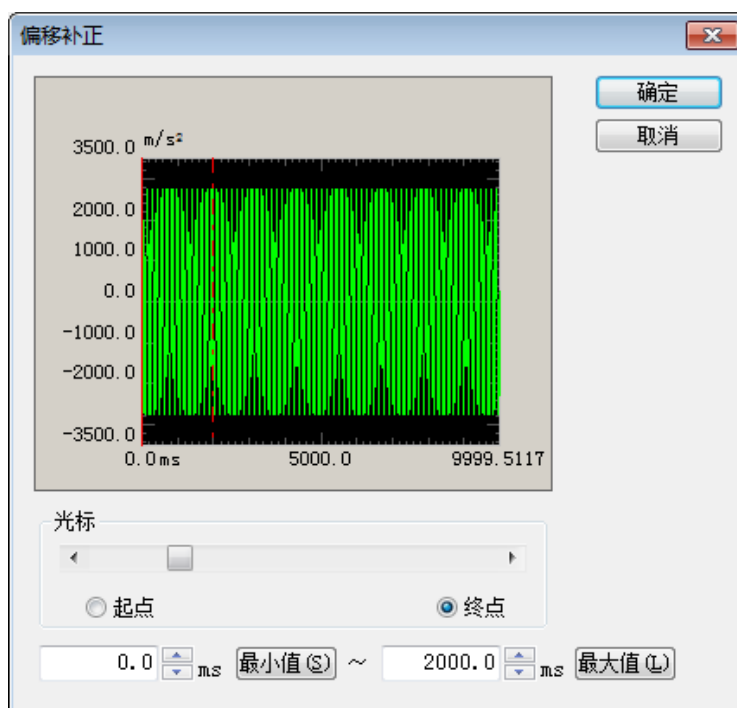 偏移补正
确定
取消
m/s²
3500.0
2000.0
1000.0
0.0
-1000.0
-2000.0
-3500.0
0.0ms 5000.0 9999.5117
光标
起点 终点
0.0 ms 最小值(S) ～ 2000.0 ms 最大值(L)